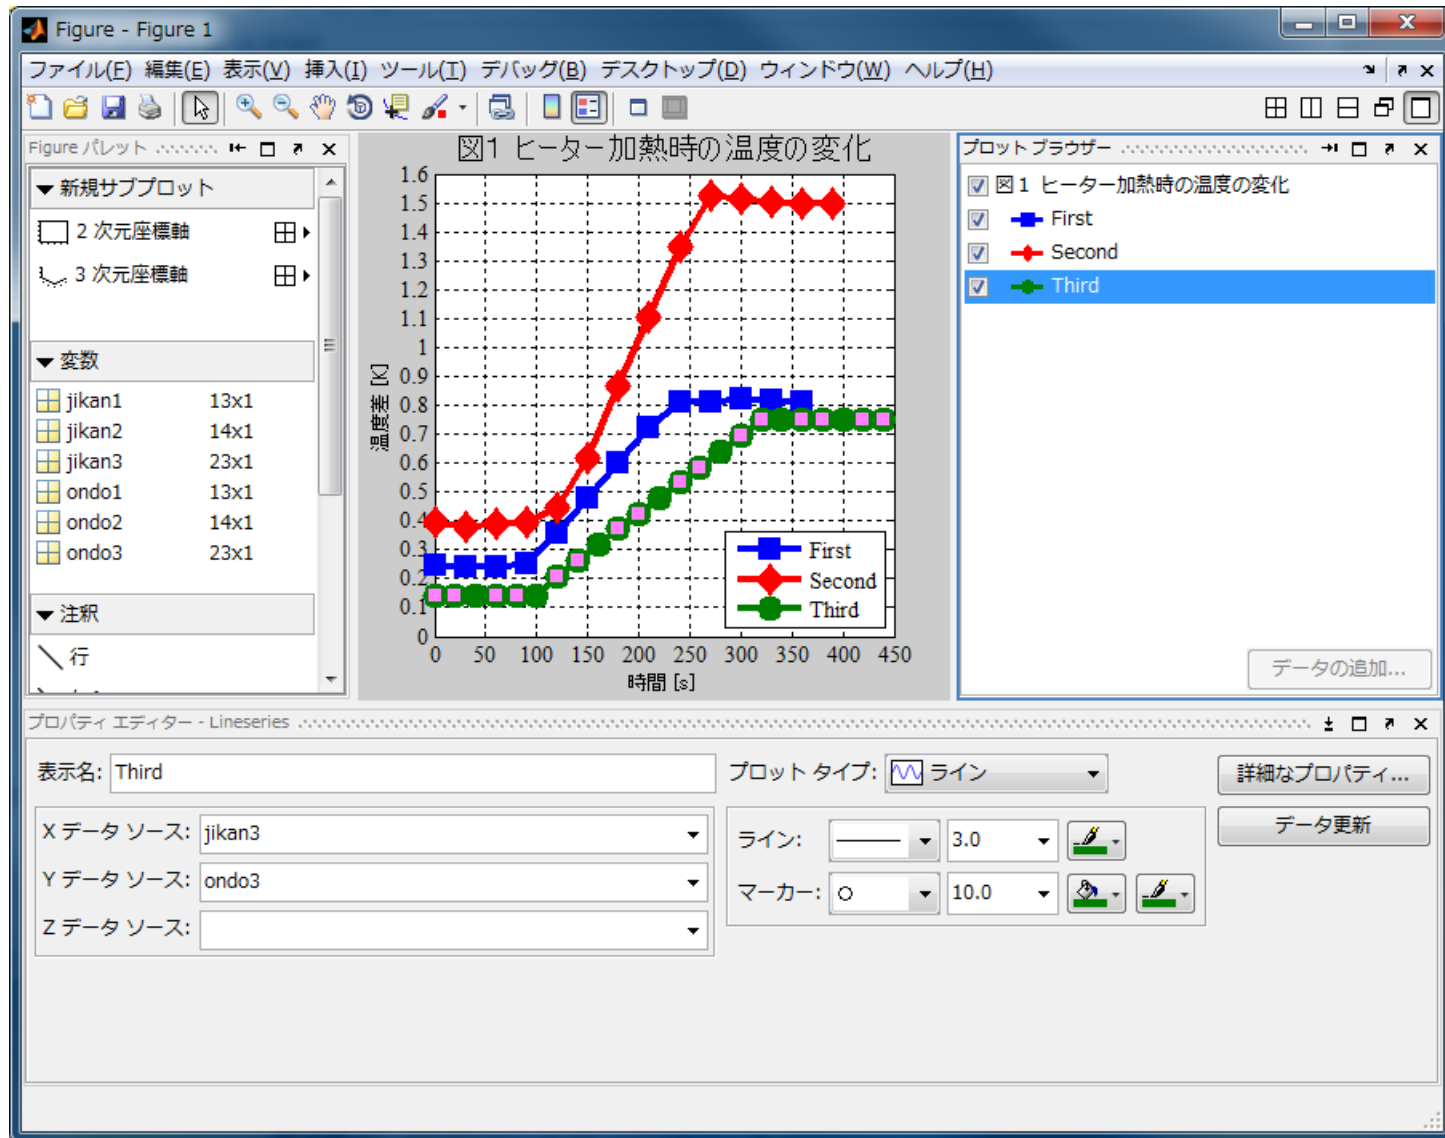 Figure - Figure 1
ファイル(F) 編集(E) 表示(V) 挿入(I) ツール(T) デバッグ(B) デスクトップ(D) ウィンドウ(W) ヘルプ(H)
Figure パレット
▼新規サブプロット
2 次元座標軸
3 次元座標軸
▼変数
jikan1 13x1
jikan2 14x1
jikan3 23x1
ondo1 13x1
ondo2 14x1
ondo3 23x1
▼注釈
行
図1 ヒーター加熱時の温度の変化
1.6
1.5
1.4
1.3
1.2
1.1
1
0.9
0.8
0.7
0.6
0.5
0.4
0.3
0.2
0.1
0
温度差 [K]
First
Second
Third
0 50 100 150 200 250 300 350 400 450
時間 [s]
プロット ブラウザー
図1 ヒーター加熱時の温度の変化
First
Second
Third
データの追加...
プロパティ エディター - Lineseries
表示名: Third
プロット タイプ: ライン
詳細なプロパティ...
X データ ソース: jikan3
ライン: 3.0
データ更新
Y データ ソース: ondo3
マーカー: 10.0
Z データ ソース: